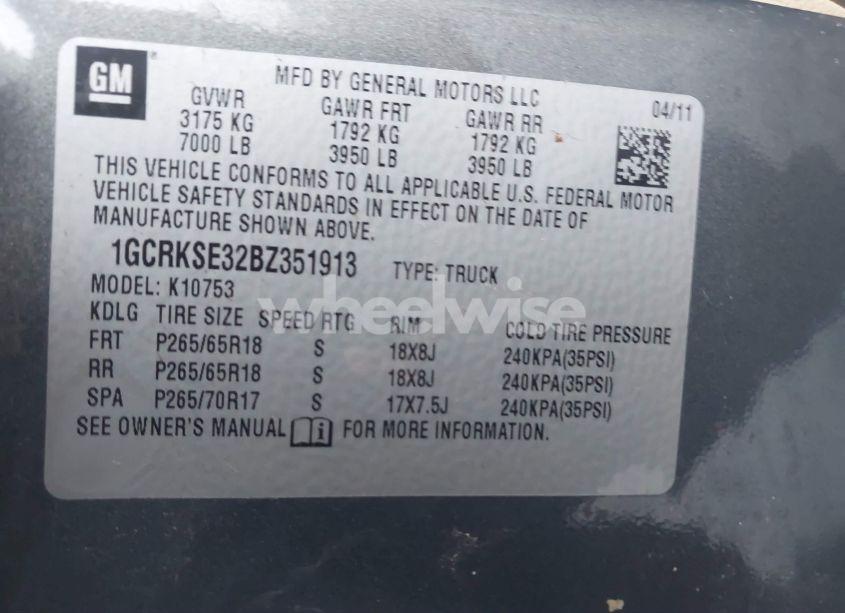 GM
MFD BY GENERAL MOTORS LLC
04/11
GVWR GAWR FRT GAWR RR
3175 KG 1792 KG 1792 KG
7000 LB 3950 LB 3950 LB
THIS VEHICLE CONFORMS TO ALL APPLICABLE U.S. FEDERAL MOTOR
VEHICLE SAFETY STANDARDS IN EFFECT ON THE DATE OF
MANUFACTURE SHOWN ABOVE.
1GCRKSE32BZ351913 TYPE: TRUCK
MODEL: K10753
KDLG TIRE SIZE SPEED RTG RIM COLD TIRE PRESSURE
FRT P265/65R18 S 18X8J 240KPA(35PSI)
RR P265/65R18 S 18X8J 240KPA(35PSI)
SPA P265/70R17 S 17X7.5J 240KPA(35PSI)
SEE OWNER'S MANUAL i FOR MORE INFORMATION.
wheelwise